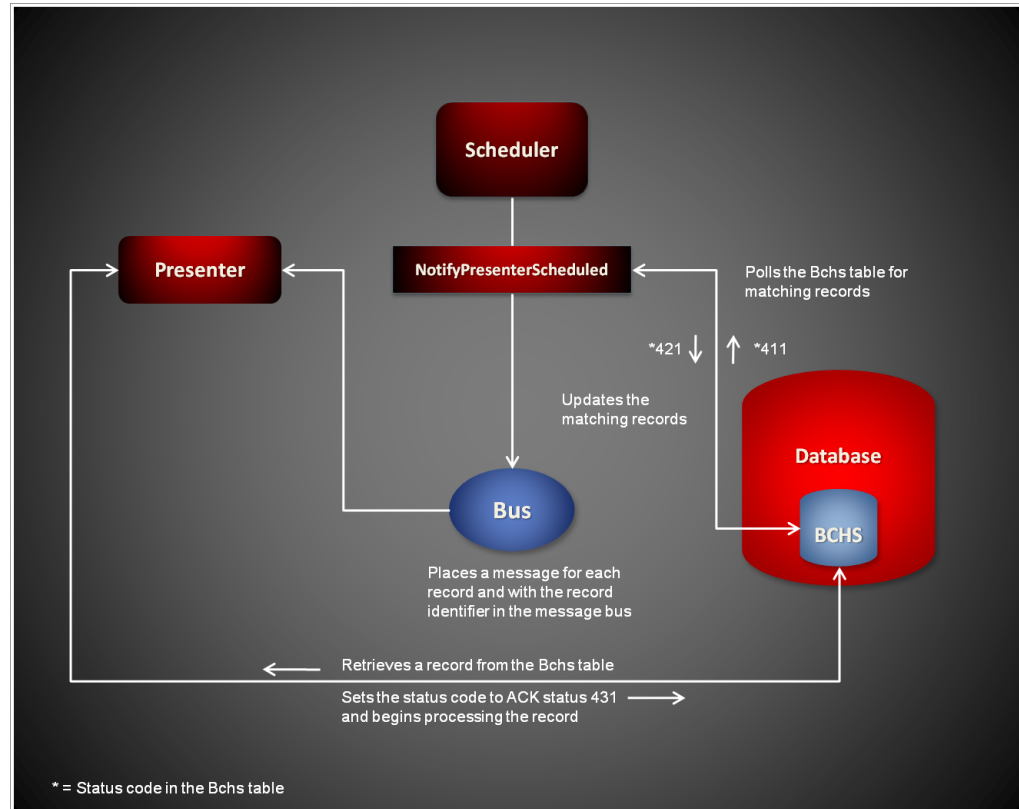 Scheduler
Presenter
NotifyPresenterScheduled
Polls the Bchs table for
matching records
*421
*411
Updates the
matching records
Database
Bus
BCHS
Places a message for each
record and with the record
identifier in the message bus
Retrieves a record from the Bchs table
Sets the status code to ACK status 431
and begins processing the record
* = Status code in the Bchs table